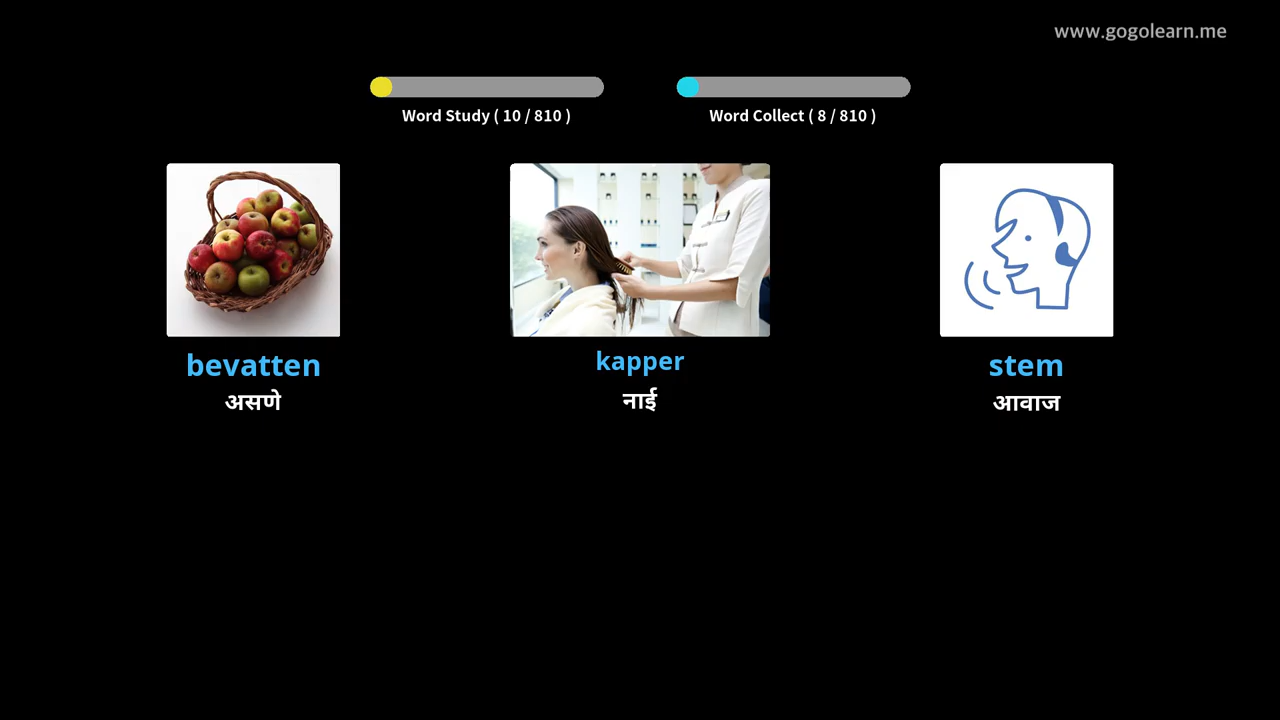 www.gogolearn.me
Word Study ( 10 / 810 )
Word Collect ( 8 / 810 )
bevatten
असणे
kapper
नाई
stem
आवाज